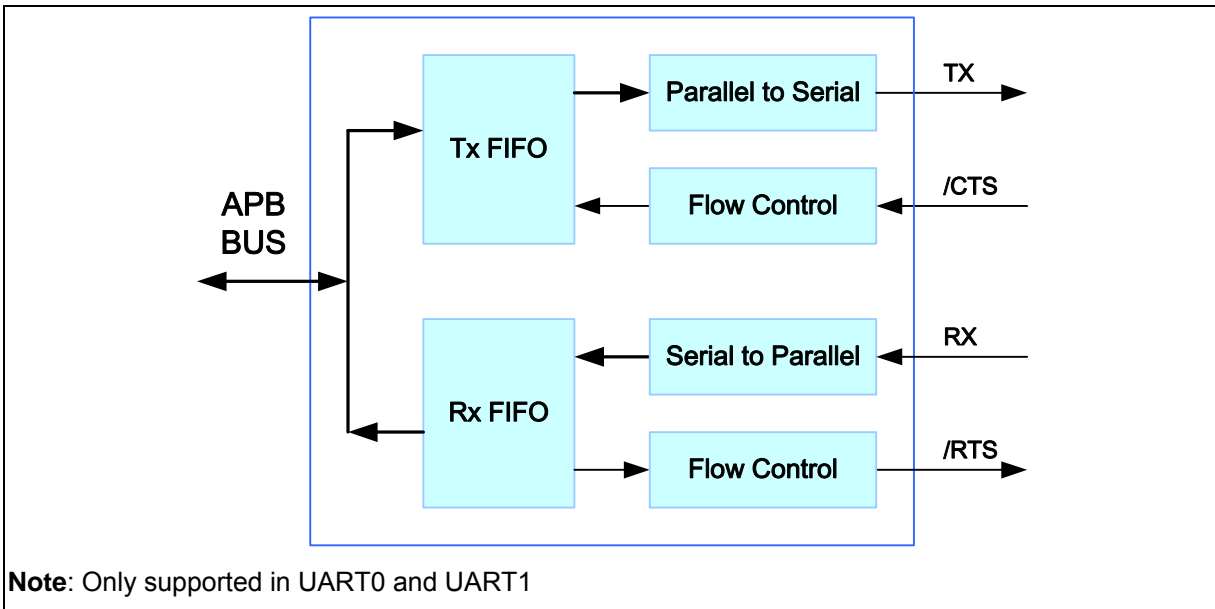 Parallel to Serial
TX
Tx FIFO
Flow Control
/CTS
APB
BUS
Serial to Parallel
RX
Rx FIFO
Flow Control
/RTS
Note: Only supported in UART0 and UART1